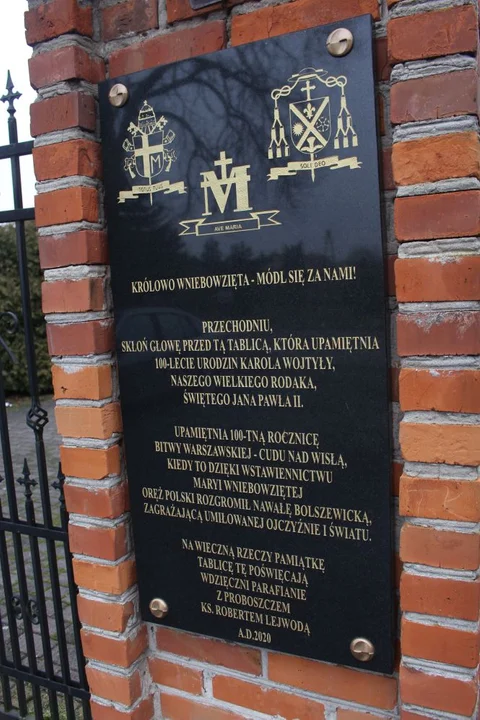 TOTUS TUUS
SOLI DEO
M
AVE MARIA
KRÓLOWO WNIEBOWZIĘTA - MÓDL SIĘ ZA NAMI!
PRZECHODNIU,
SKŁOŃ GŁOWĘ PRZED TĄ TABLICĄ, KTÓRA UPAMIĘTNIA
100-LECIE URODZIN KAROLA WOJTYŁY,
NASZEGO WIELKIEGO RODAKA,
ŚWIĘTEGO JANA PAWŁA II.
UPAMIĘTNIA 100-TNĄ ROCZNICĘ
BITWY WARSZAWSKIEJ - CUDU NAD WISŁĄ,
KIEDY TO DZIĘKI WSTAWIENNICTWU
MARYI WNIEBOWZIĘTEJ
ORĘŻ POLSKI ROZGROMIŁ NAWAŁĘ BOLSZEWICKĄ,
ZAGRAŻAJĄCĄ UMIŁOWANEJ OJCZYŹNIE I ŚWIATU.
NA WIECZNĄ RZECZY PAMIĄTKĘ
TABLICĘ TĘ POŚWIĘCAJĄ
WDZIĘCZNI PARAFIANIE
Z PROBOSZCZEM
KS. ROBERTEM LEJWODĄ
A.D.2020